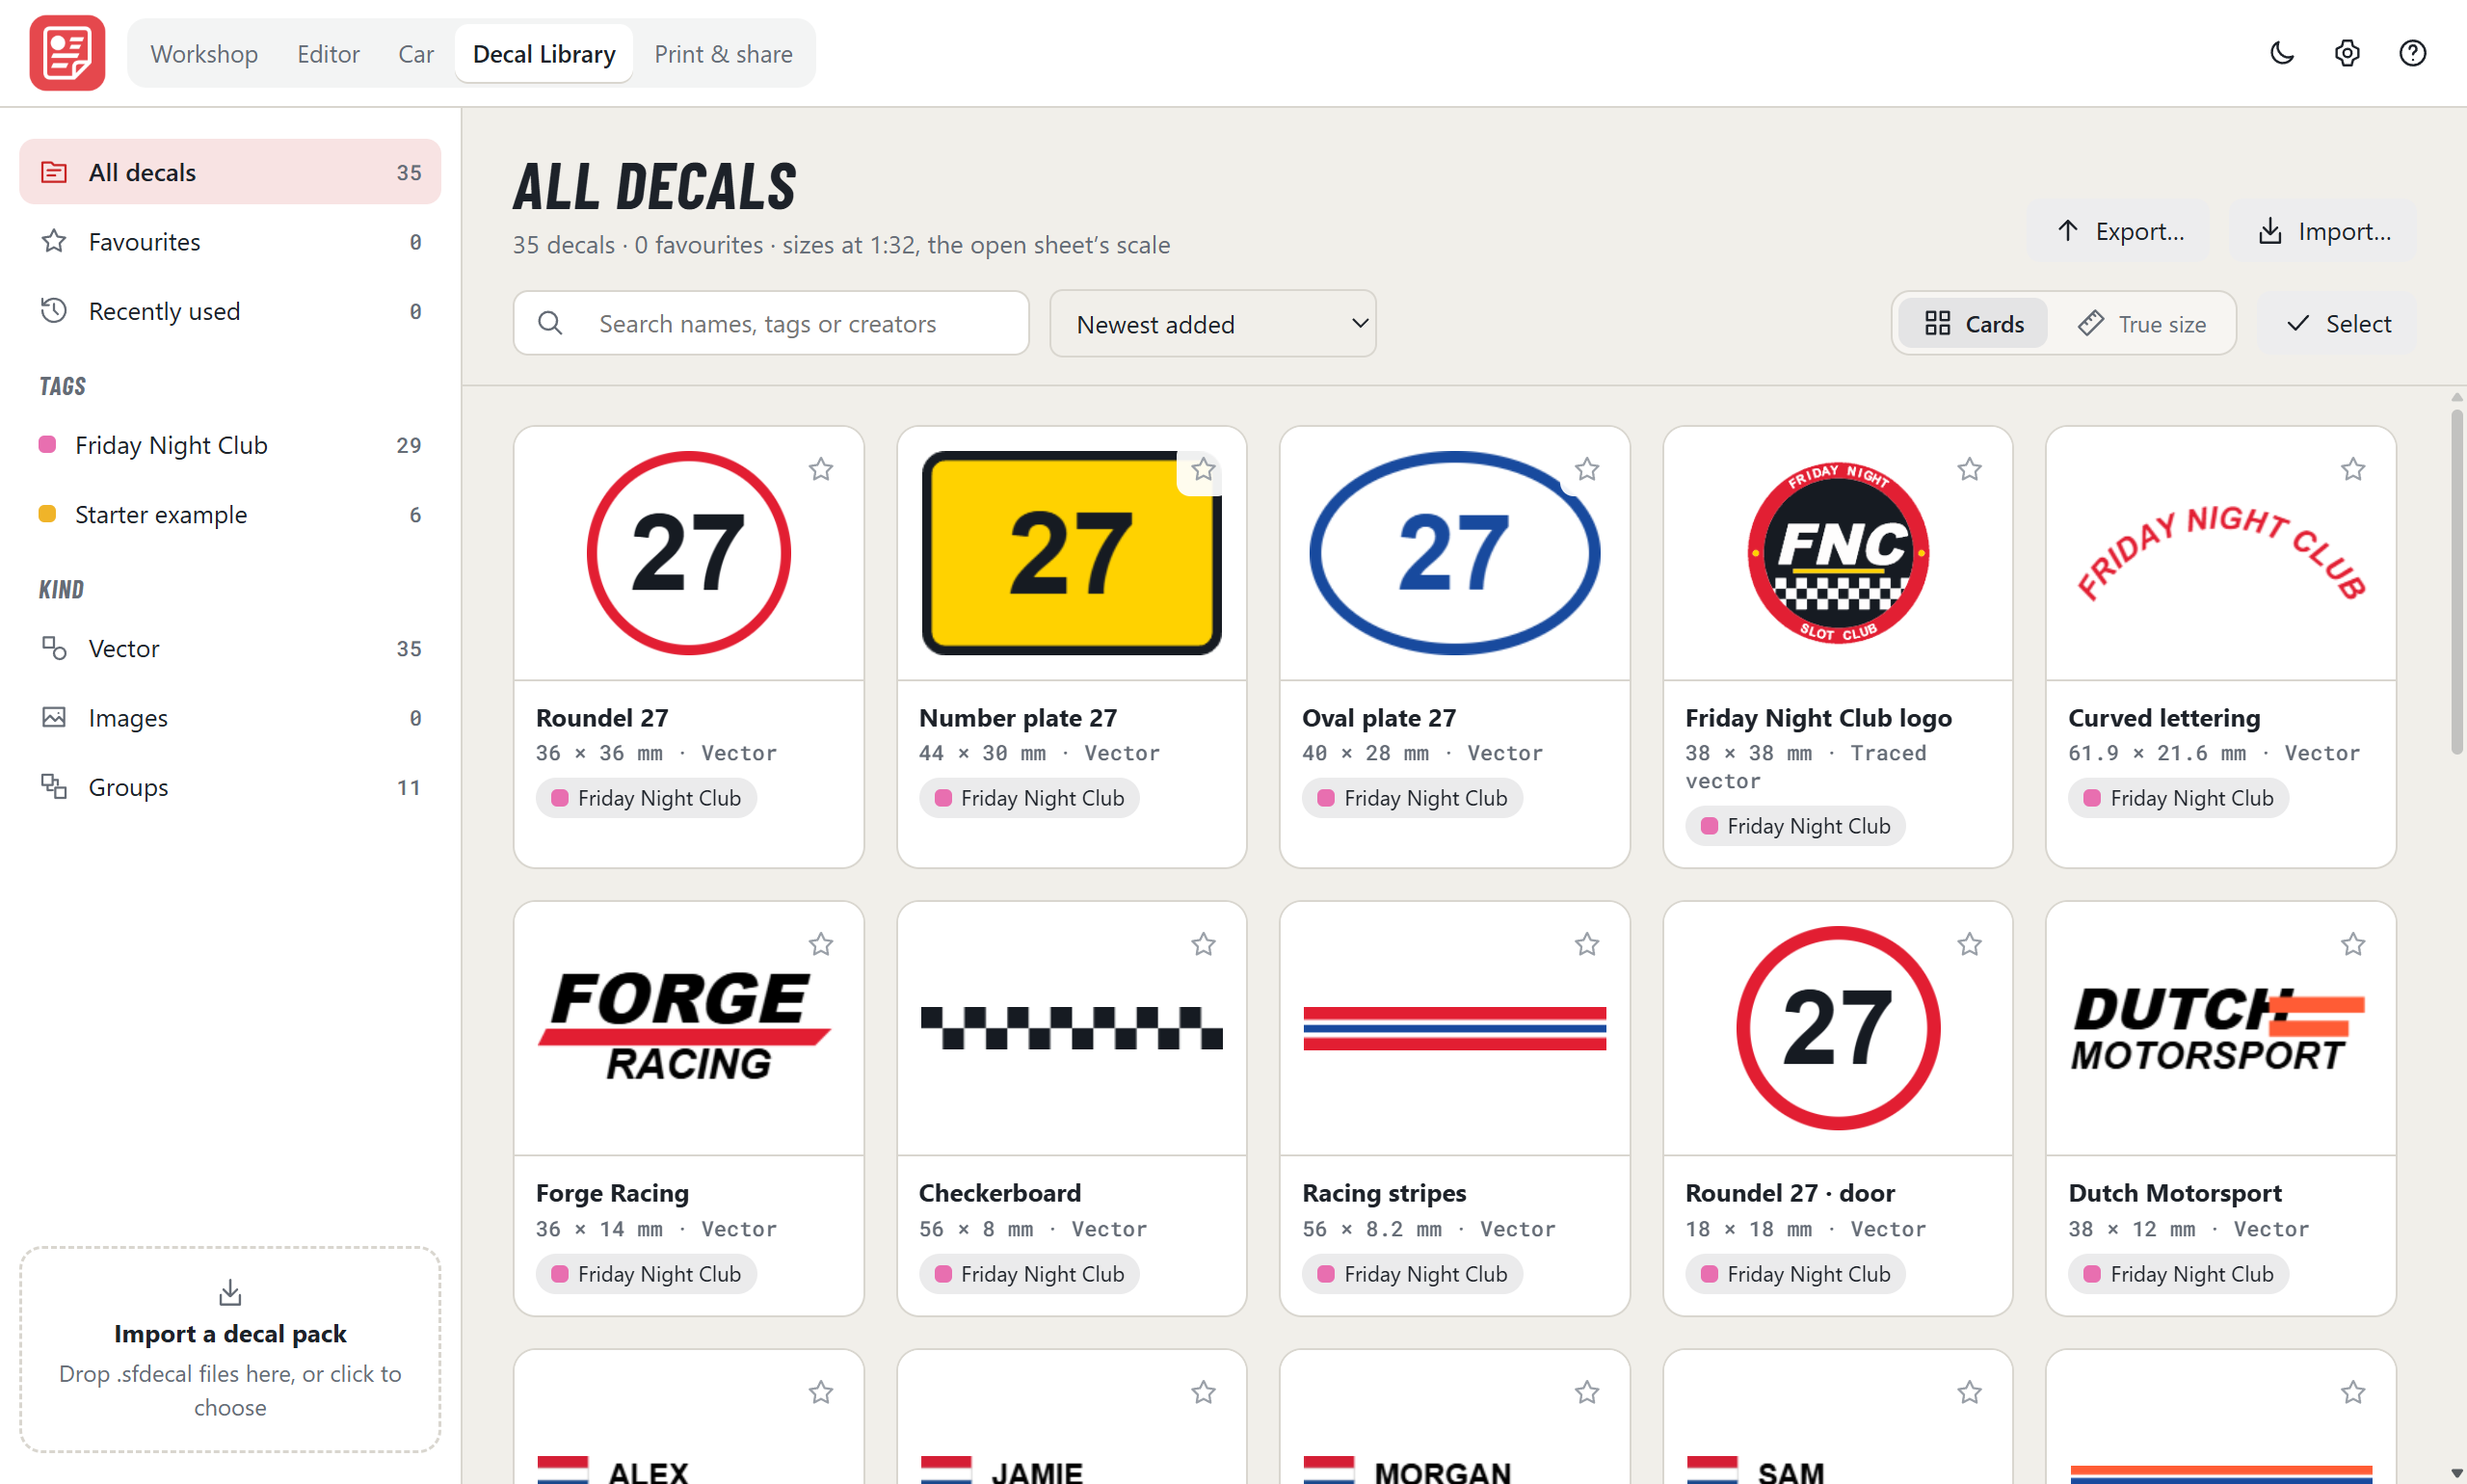 Workshop
Editor
Car
Decal Library
Print & share
All decals 35
Favourites 0
Recently used 0
TAGS
Friday Night Club 29
Starter example 6
KIND
Vector 35
Images 0
Groups 11
Import a decal pack
Drop .sfdecal files here, or click to
choose
ALL DECALS
35 decals · 0 favourites · sizes at 1:32, the open sheet’s scale
Export...
Import...
Search names, tags or creators
Newest added
Cards
True size
Select
27
Roundel 27
36 × 36 mm · Vector
Friday Night Club
27
Number plate 27
44 × 30 mm · Vector
Friday Night Club
27
Oval plate 27
40 × 28 mm · Vector
Friday Night Club
FRIDAY NIGHT
FNC
SLOT CLUB
Friday Night Club logo
38 × 38 mm · Traced
vector
Friday Night Club
FRIDAY NIGHT CLUB
Curved lettering
61.9 × 21.6 mm · Vector
Friday Night Club
FORGE
RACING
Forge Racing
36 × 14 mm · Vector
Friday Night Club
Checkerboard
56 × 8 mm · Vector
Friday Night Club
Racing stripes
56 × 8.2 mm · Vector
Friday Night Club
27
Roundel 27 · door
18 × 18 mm · Vector
Friday Night Club
DUTCH
MOTORSPORT
Dutch Motorsport
38 × 12 mm · Vector
Friday Night Club
ALEX
JAMIE
MORGAN
SAM